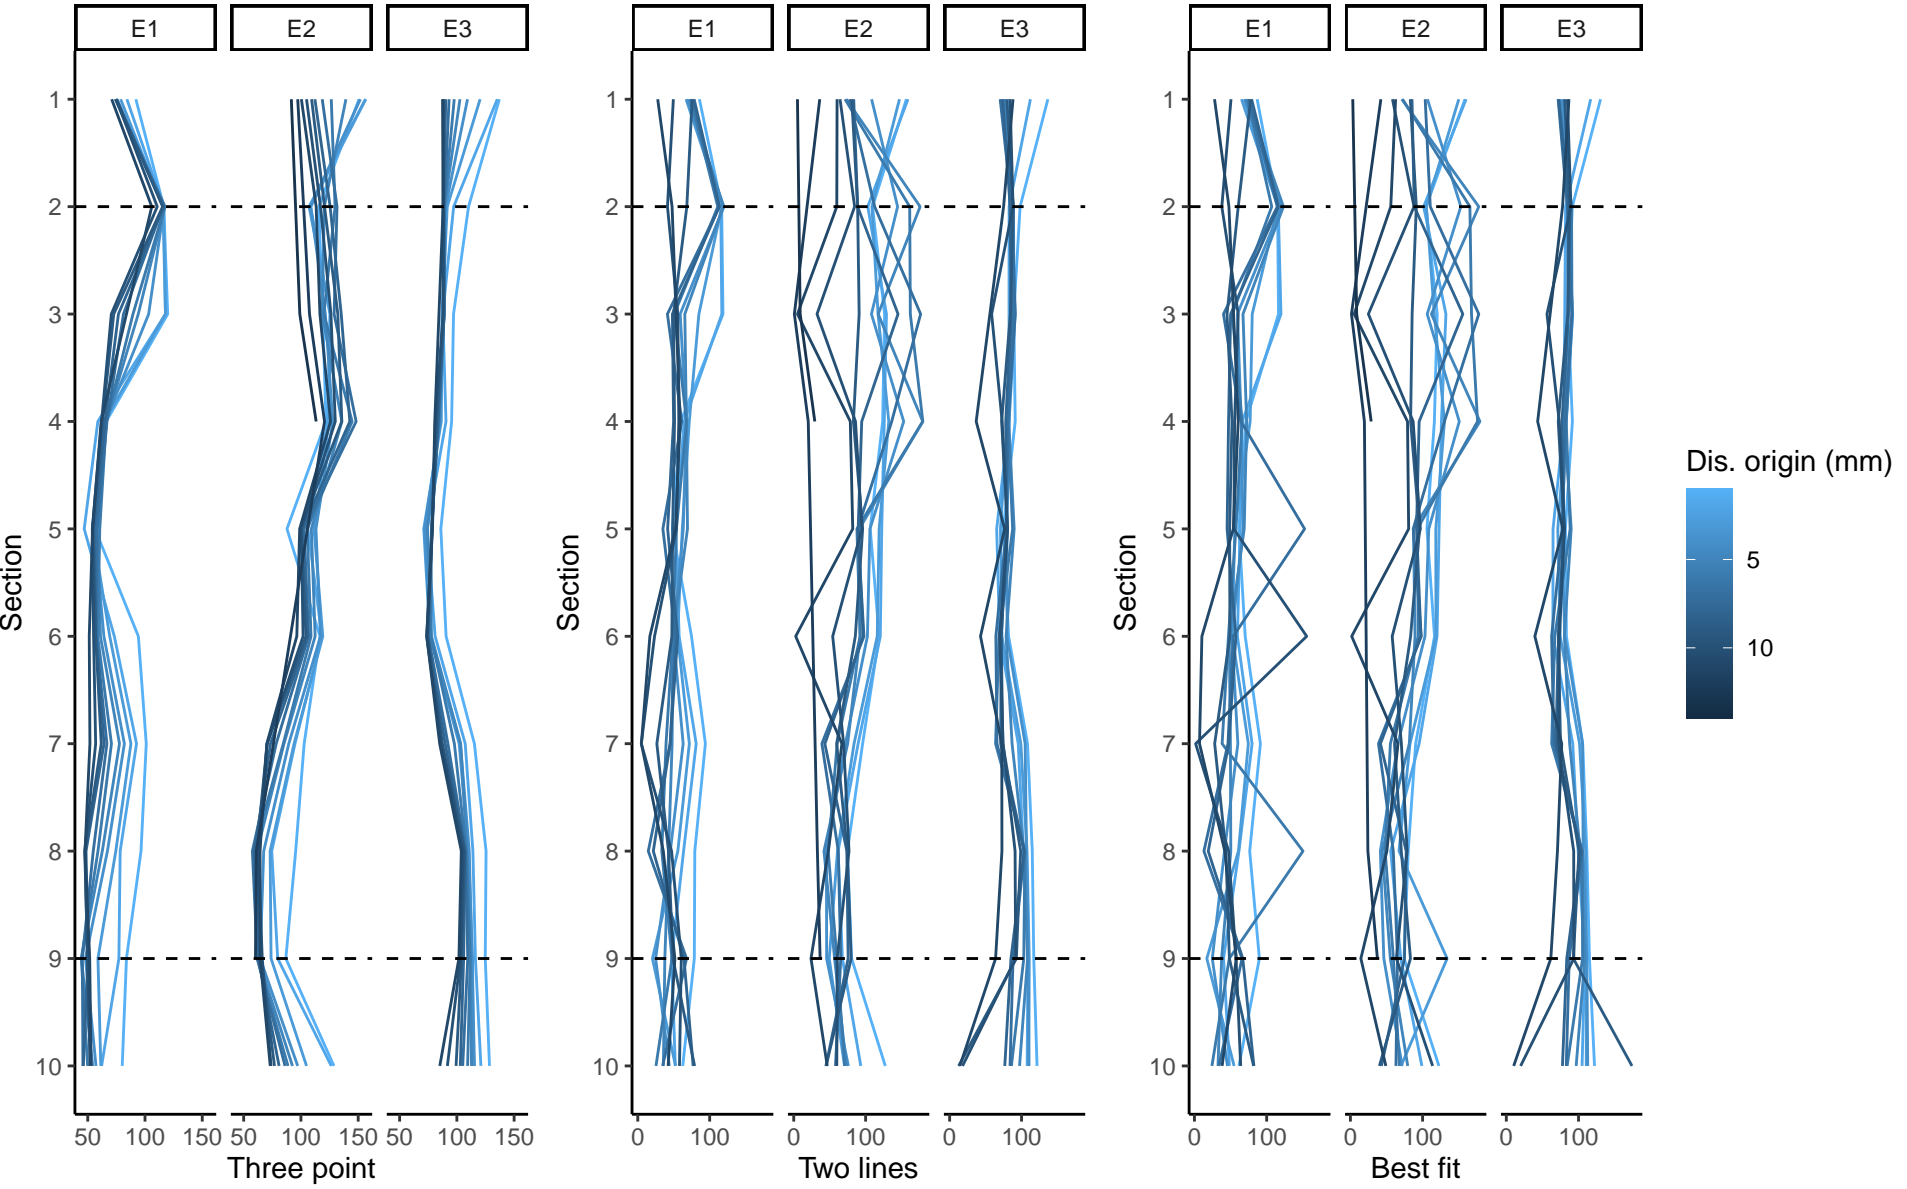 E1 E2 E3 E1 E2 E3 E1 E2 E3
1 1 1
2 2 2
3 3 3
4 4 4
Dis. origin (mm)
5 5 5
5
Section Section Section
6 6 6
10
7 7 7
8 8 8
9 9 9
10 10 10
50 100 150 50 100 150 50 100 150 0 100 0 100 0 100 0 100 0 100 0 100
Three point Two lines Best fit